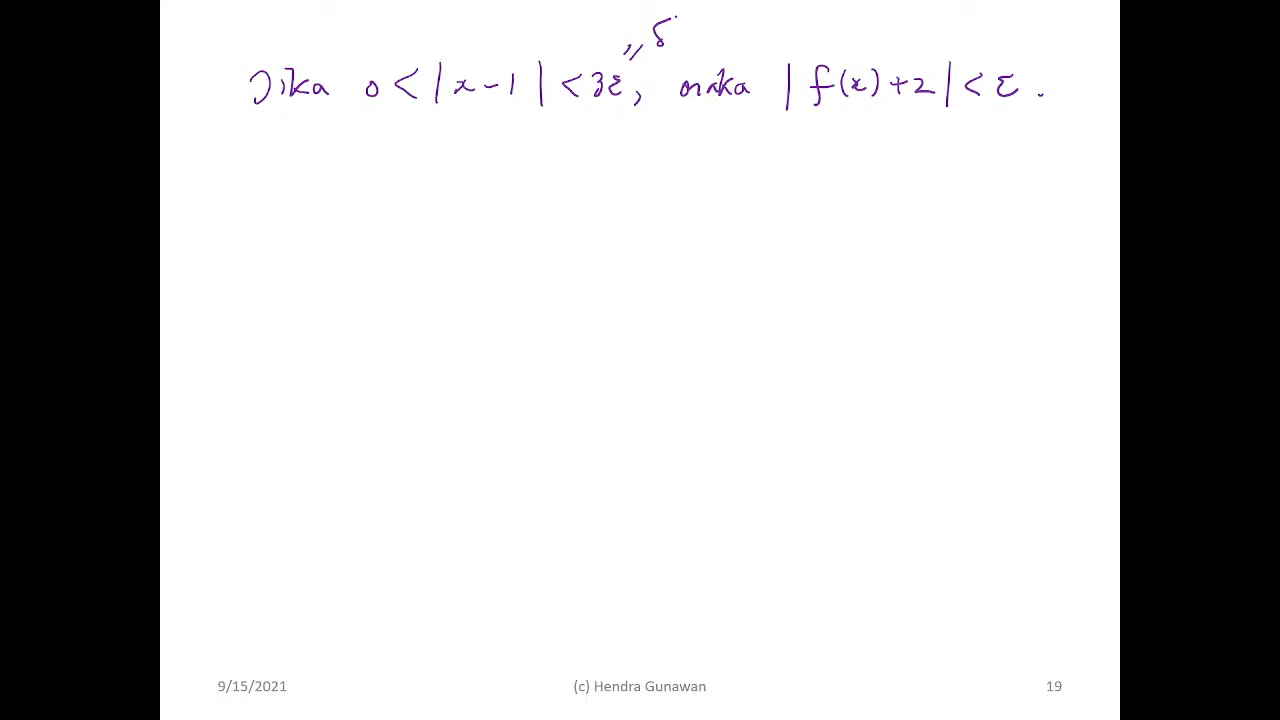 " δ
Jika 0 < |x - 1| < 3ε, maka |f(x) + 2| < ε.
9/15/2021 (c) Hendra Gunawan 19